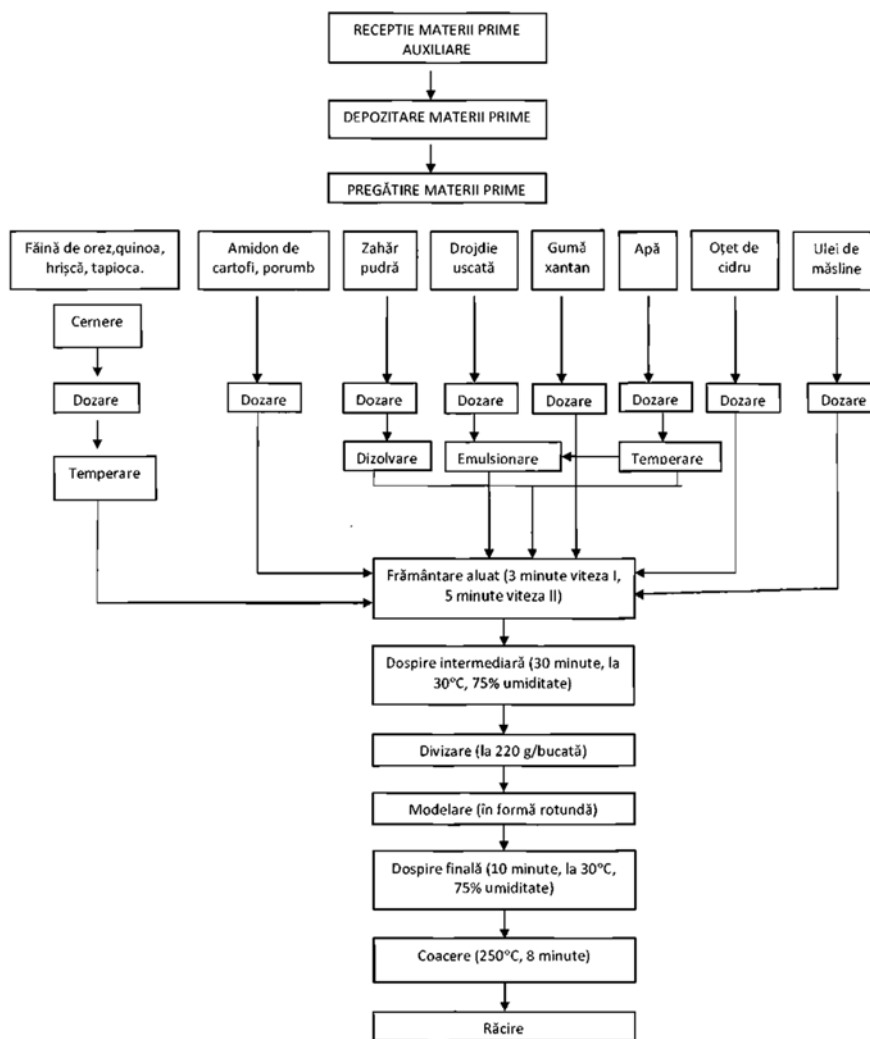 RECEPTIE MATERII PRIME
AUXILIARE
DEPOZITARE MATERII PRIME
PREGĂTIRE MATERII PRIME
Făină de orez,quinoa,
hrișcă, tapioca.
Amidon de
cartofi, porumb
Zahăr
pudră
Drojdie
uscată
Gumă
xantan
Apă
Oțet de
cidru
Ulei de
măsline
Cernere
Dozare
Dozare
Dozare
Dozare
Dozare
Dozare
Dozare
Dozare
Temperare
Dizolvare
Emulsionare
Temperare
Frământare aluat (3 minute viteza I,
5 minute viteza II)
Dospire intermediară (30 minute, la
30°C, 75% umiditate)
Divizare (la 220 g/bucată)
Modelare (în formă rotundă)
Dospire finală (10 minute, la 30°C,
75% umiditate)
Coacere (250°C, 8 minute)
Răcire